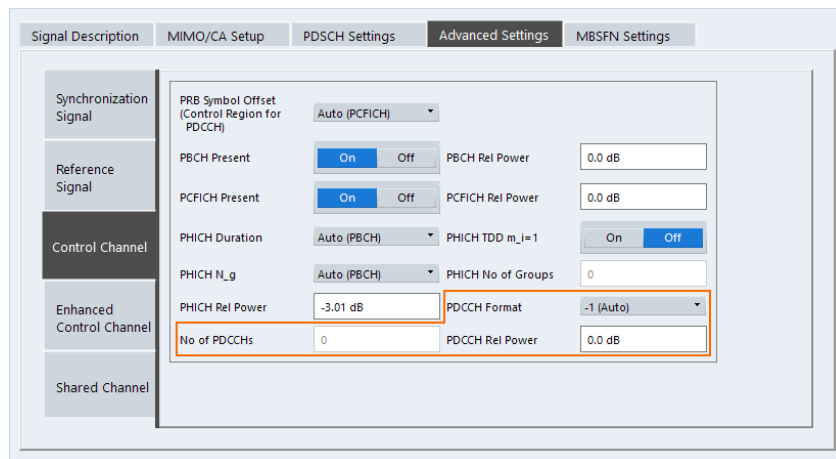 Signal Description MIMO/CA Setup PDSCH Settings Advanced Settings MBSFN Settings
Synchronization
Signal
Reference
Signal
Control Channel
Enhanced
Control Channel
Shared Channel
PRB Symbol Offset
(Control Region for
PDCCH)
Auto (PCFICH)
PBCH Present On Off PBCH Rel Power 0.0 dB
PCFICH Present On Off PCFICH Rel Power 0.0 dB
PHICH Duration Auto (PBCH) PHICH TDD m_i=1 On Off
PHICH N_g Auto (PBCH) PHICH No of Groups 0
PHICH Rel Power -3.01 dB PDCCH Format -1 (Auto)
No of PDCCHs 0 PDCCH Rel Power 0.0 dB